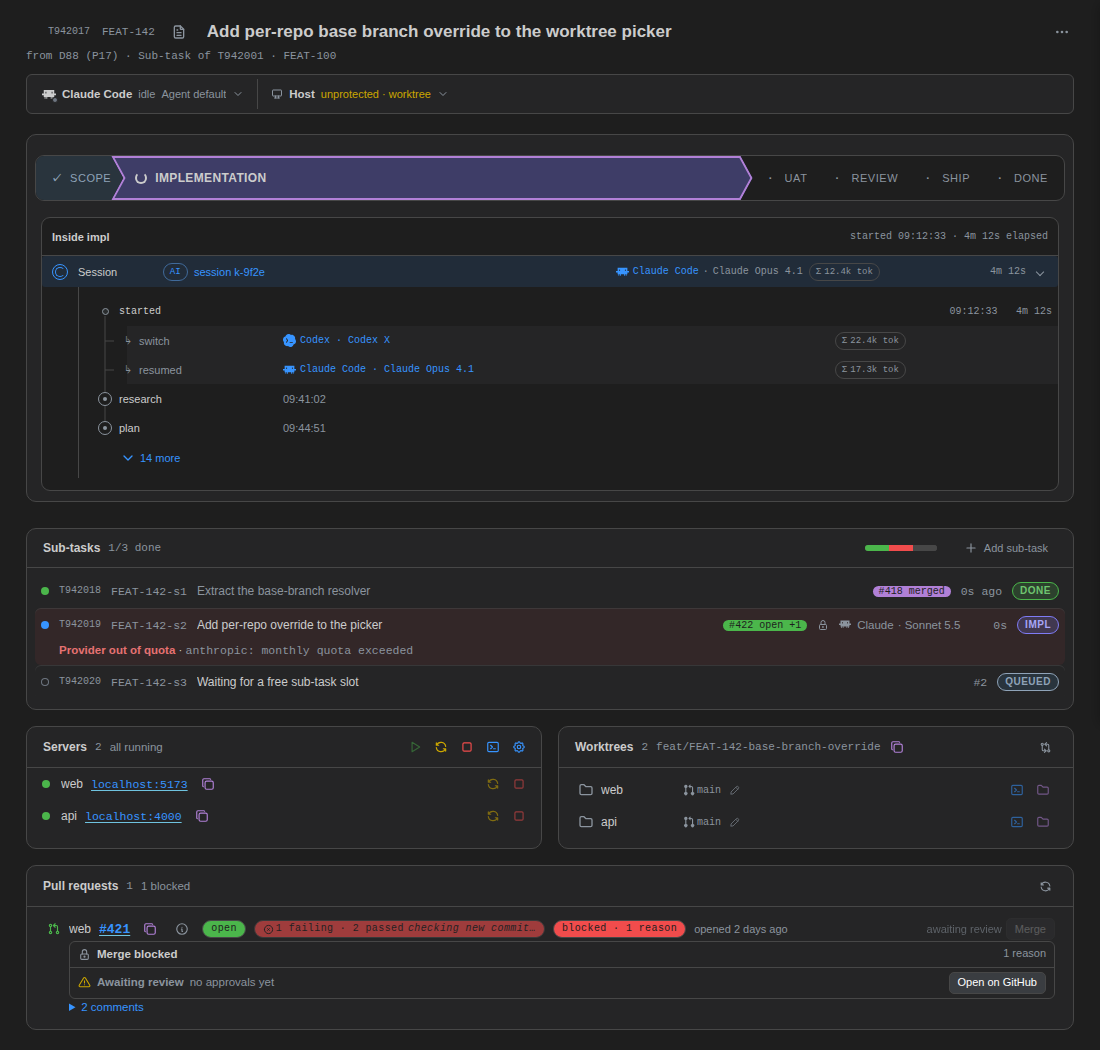 T942017 FEAT-142 Add per-repo base branch override to the worktree picker
from D88 (P17) · Sub-task of T942001 · FEAT-100
Claude Code idle Agent default Host unprotected · worktree
SCOPE IMPLEMENTATION · UAT · REVIEW · SHIP · DONE
Inside impl started 09:12:33 · 4m 12s elapsed
Session AI session k-9f2e Claude Code · Claude Opus 4.1 Σ 12.4k tok 4m 12s
started 09:12:33 4m 12s
↳ switch Codex · Codex X Σ 22.4k tok
↳ resumed Claude Code · Claude Opus 4.1 Σ 17.3k tok
research 09:41:02
plan 09:44:51
14 more
Sub-tasks 1/3 done Add sub-task
T942018 FEAT-142-s1 Extract the base-branch resolver #418 merged 0s ago DONE
T942019 FEAT-142-s2 Add per-repo override to the picker #422 open +1 Claude · Sonnet 5.5 0s IMPL
Provider out of quota · anthropic: monthly quota exceeded
T942020 FEAT-142-s3 Waiting for a free sub-task slot #2 QUEUED
Servers 2 all running
web localhost:5173
api localhost:4000
Worktrees 2 feat/FEAT-142-base-branch-override
web main
api main
Pull requests 1 1 blocked
web #421 open 1 failing · 2 passed checking new commit… blocked · 1 reason opened 2 days ago awaiting review Merge
Merge blocked 1 reason
Awaiting review no approvals yet Open on GitHub
2 comments